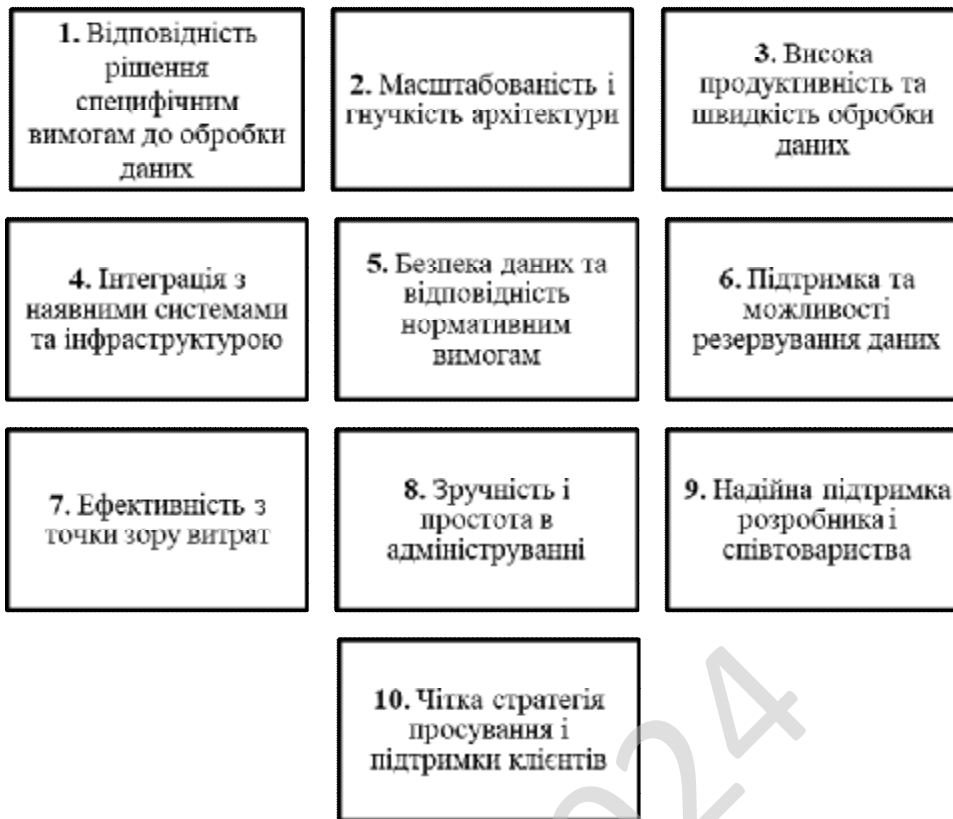 1. Відповідність
рішення
специфічним
вимогам до обробки
даних
2. Масштабованість і
гнучкість архітектури
3. Висока
продуктивність та
швидкість обробки
даних
4. Інтеграція з
наявними системами
та інфраструктурою
5. Безпека даних та
відповідність
нормативним
вимогам
6. Підтримка та
можливості
резервування даних
7. Ефективність з
точки зору витрат
8. Зручність і
простота в
адмініструванні
9. Надійна підтримка
розробника і
співтовариства
10. Чітка стратегія
просування і
підтримки клієнтів
024